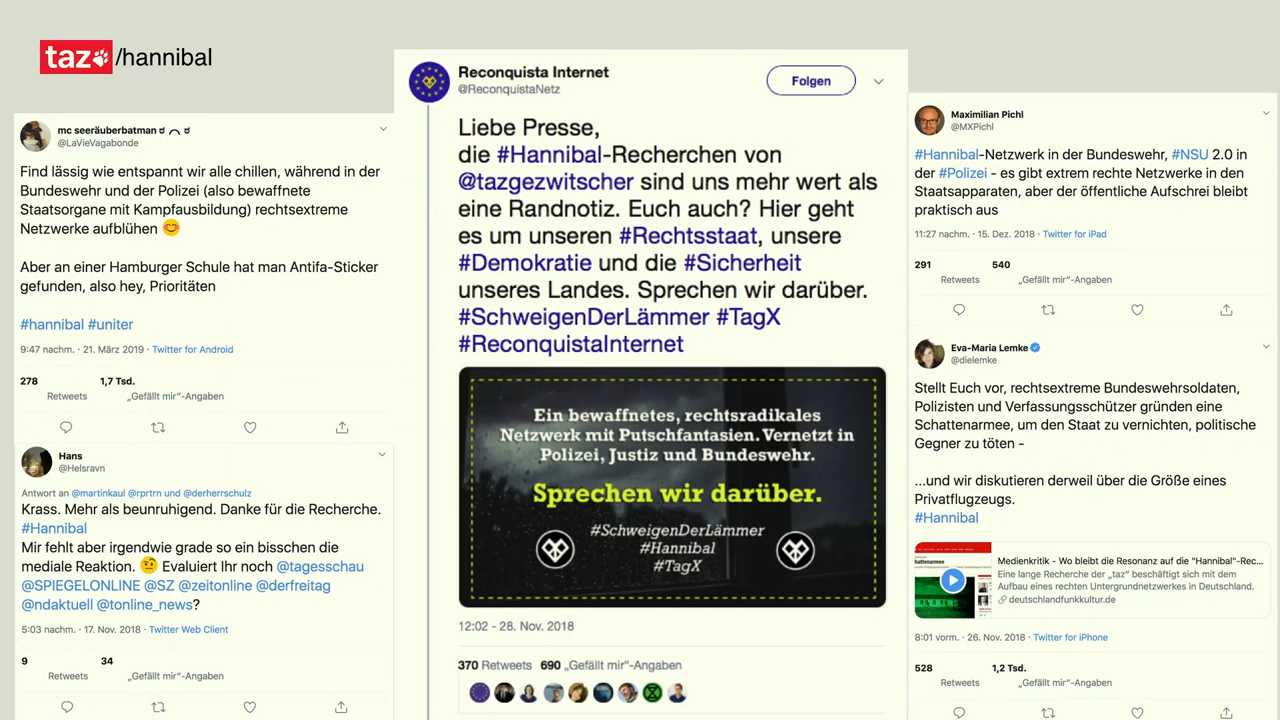 taz /hannibal
mc seeräuberbatman ಠ ⌒ ಠ
@LaVieVagabonde
Find lässig wie entspannt wir alle chillen, während in der
Bundeswehr und der Polizei (also bewaffnete
Staatsorgane mit Kampfausbildung) rechtsextreme
Netzwerke aufblühen 😊
Aber an einer Hamburger Schule hat man Antifa-Sticker
gefunden, also hey, Prioritäten
#hannibal #uniter
9:47 nachm. · 21. März 2019 · Twitter for Android
278 1,7 Tsd.
Retweets „Gefällt mir“-Angaben
Hans
@Helsravn
Antwort an @martinkaul @rprtrn und @derherrschulz
Krass. Mehr als beunruhigend. Danke für die Recherche.
#Hannibal
Mir fehlt aber irgendwie grade so ein bisschen die
mediale Reaktion. 🤨 Evaluiert Ihr noch @tagesschau
@SPIEGELONLINE @SZ @zeitonline @derfreitag
@ndaktuell @tonline_news?
5:03 nachm. · 17. Nov. 2018 · Twitter Web Client
9 34
Retweets „Gefällt mir“-Angaben
Reconquista Internet
@ReconquistaNetz
Folgen
Liebe Presse,
die #Hannibal-Recherchen von
@tazgezwitscher sind uns mehr wert als
eine Randnotiz. Euch auch? Hier geht
es um unseren #Rechtsstaat, unsere
#Demokratie und die #Sicherheit
unseres Landes. Sprechen wir darüber.
#SchweigenDerLämmer #TagX
#ReconquistaInternet
Ein bewaffnetes, rechtsradikales
Netzwerk mit Putschfantasien. Vernetzt in
Polizei, Justiz und Bundeswehr.
Sprechen wir darüber.
#SchweigenDerLämmer
#Hannibal
#TagX
12:02 - 28. Nov. 2018
370 Retweets 690 „Gefällt mir“-Angaben
Maximilian Pichl
@MXPichl
#Hannibal-Netzwerk in der Bundeswehr, #NSU 2.0 in
der #Polizei - es gibt extrem rechte Netzwerke in den
Staatsapparaten, aber der öffentliche Aufschrei bleibt
praktisch aus
11:27 nachm. · 15. Dez. 2018 · Twitter for iPad
291 540
Retweets „Gefällt mir“-Angaben
Eva-Maria Lemke
@dielemke
Stellt Euch vor, rechtsextreme Bundeswehrsoldaten,
Polizisten und Verfassungsschützer gründen eine
Schattenarmee, um den Staat zu vernichten, politische
Gegner zu töten -
...und wir diskutieren derweil über die Größe eines
Privatflugzeugs.
#Hannibal
Medienkritik - Wo bleibt die Resonanz auf die "Hannibal"-Rec...
Eine lange Recherche der „taz“ beschäftigt sich mit dem
Aufbau eines rechten Untergrundnetzwerkes in Deutschland.
deutschlandfunkkultur.de
8:01 vorm. · 26. Nov. 2018 · Twitter for iPhone
528 1,2 Tsd.
Retweets „Gefällt mir“-Angaben